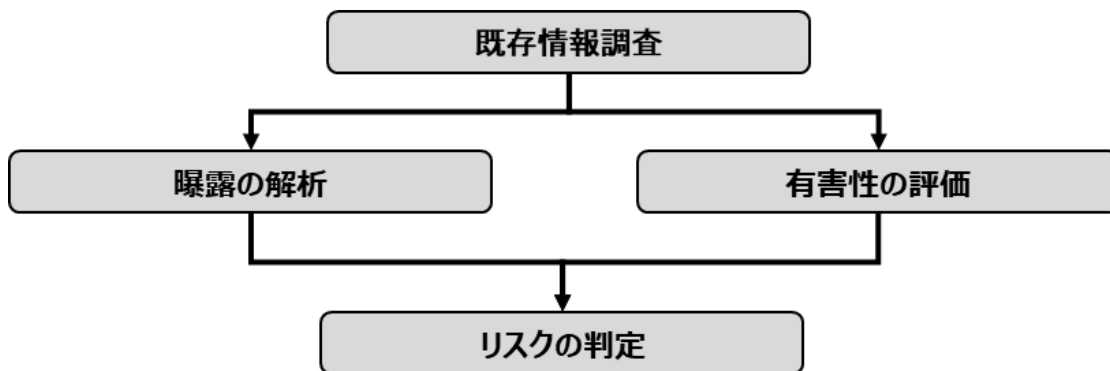 既存情報調査
曝露の解析
有害性の評価
リスクの判定